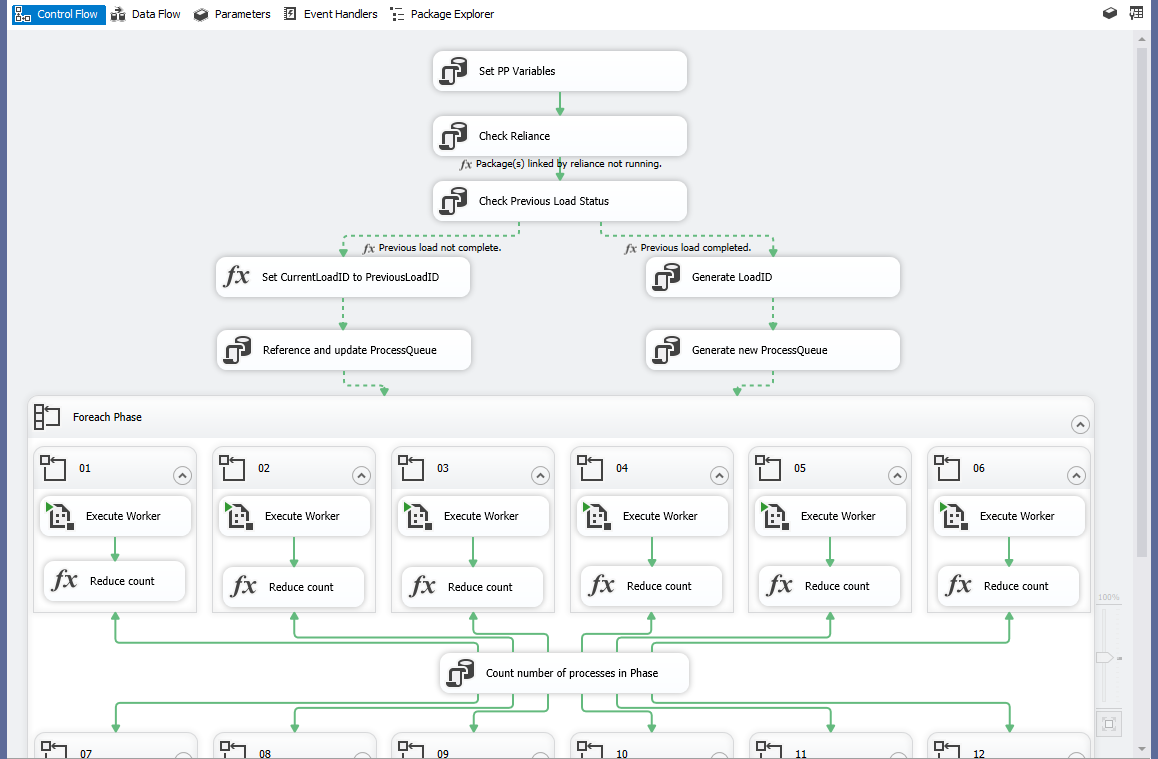 Control Flow Data Flow Parameters Event Handlers Package Explorer
Set PP Variables
Check Reliance
fx Package(s) linked by reliance not running.
Check Previous Load Status
fx Previous load not complete. fx Previous load completed.
fx Set CurrentLoadID to PreviousLoadID Generate LoadID
Reference and update ProcessQueue Generate new ProcessQueue
Foreach Phase
01 02 03 04 05 06
Execute Worker Execute Worker Execute Worker Execute Worker Execute Worker Execute Worker
fx Reduce count fx Reduce count fx Reduce count fx Reduce count fx Reduce count fx Reduce count
100%
Count number of processes in Phase
07 08 09 10 11 12